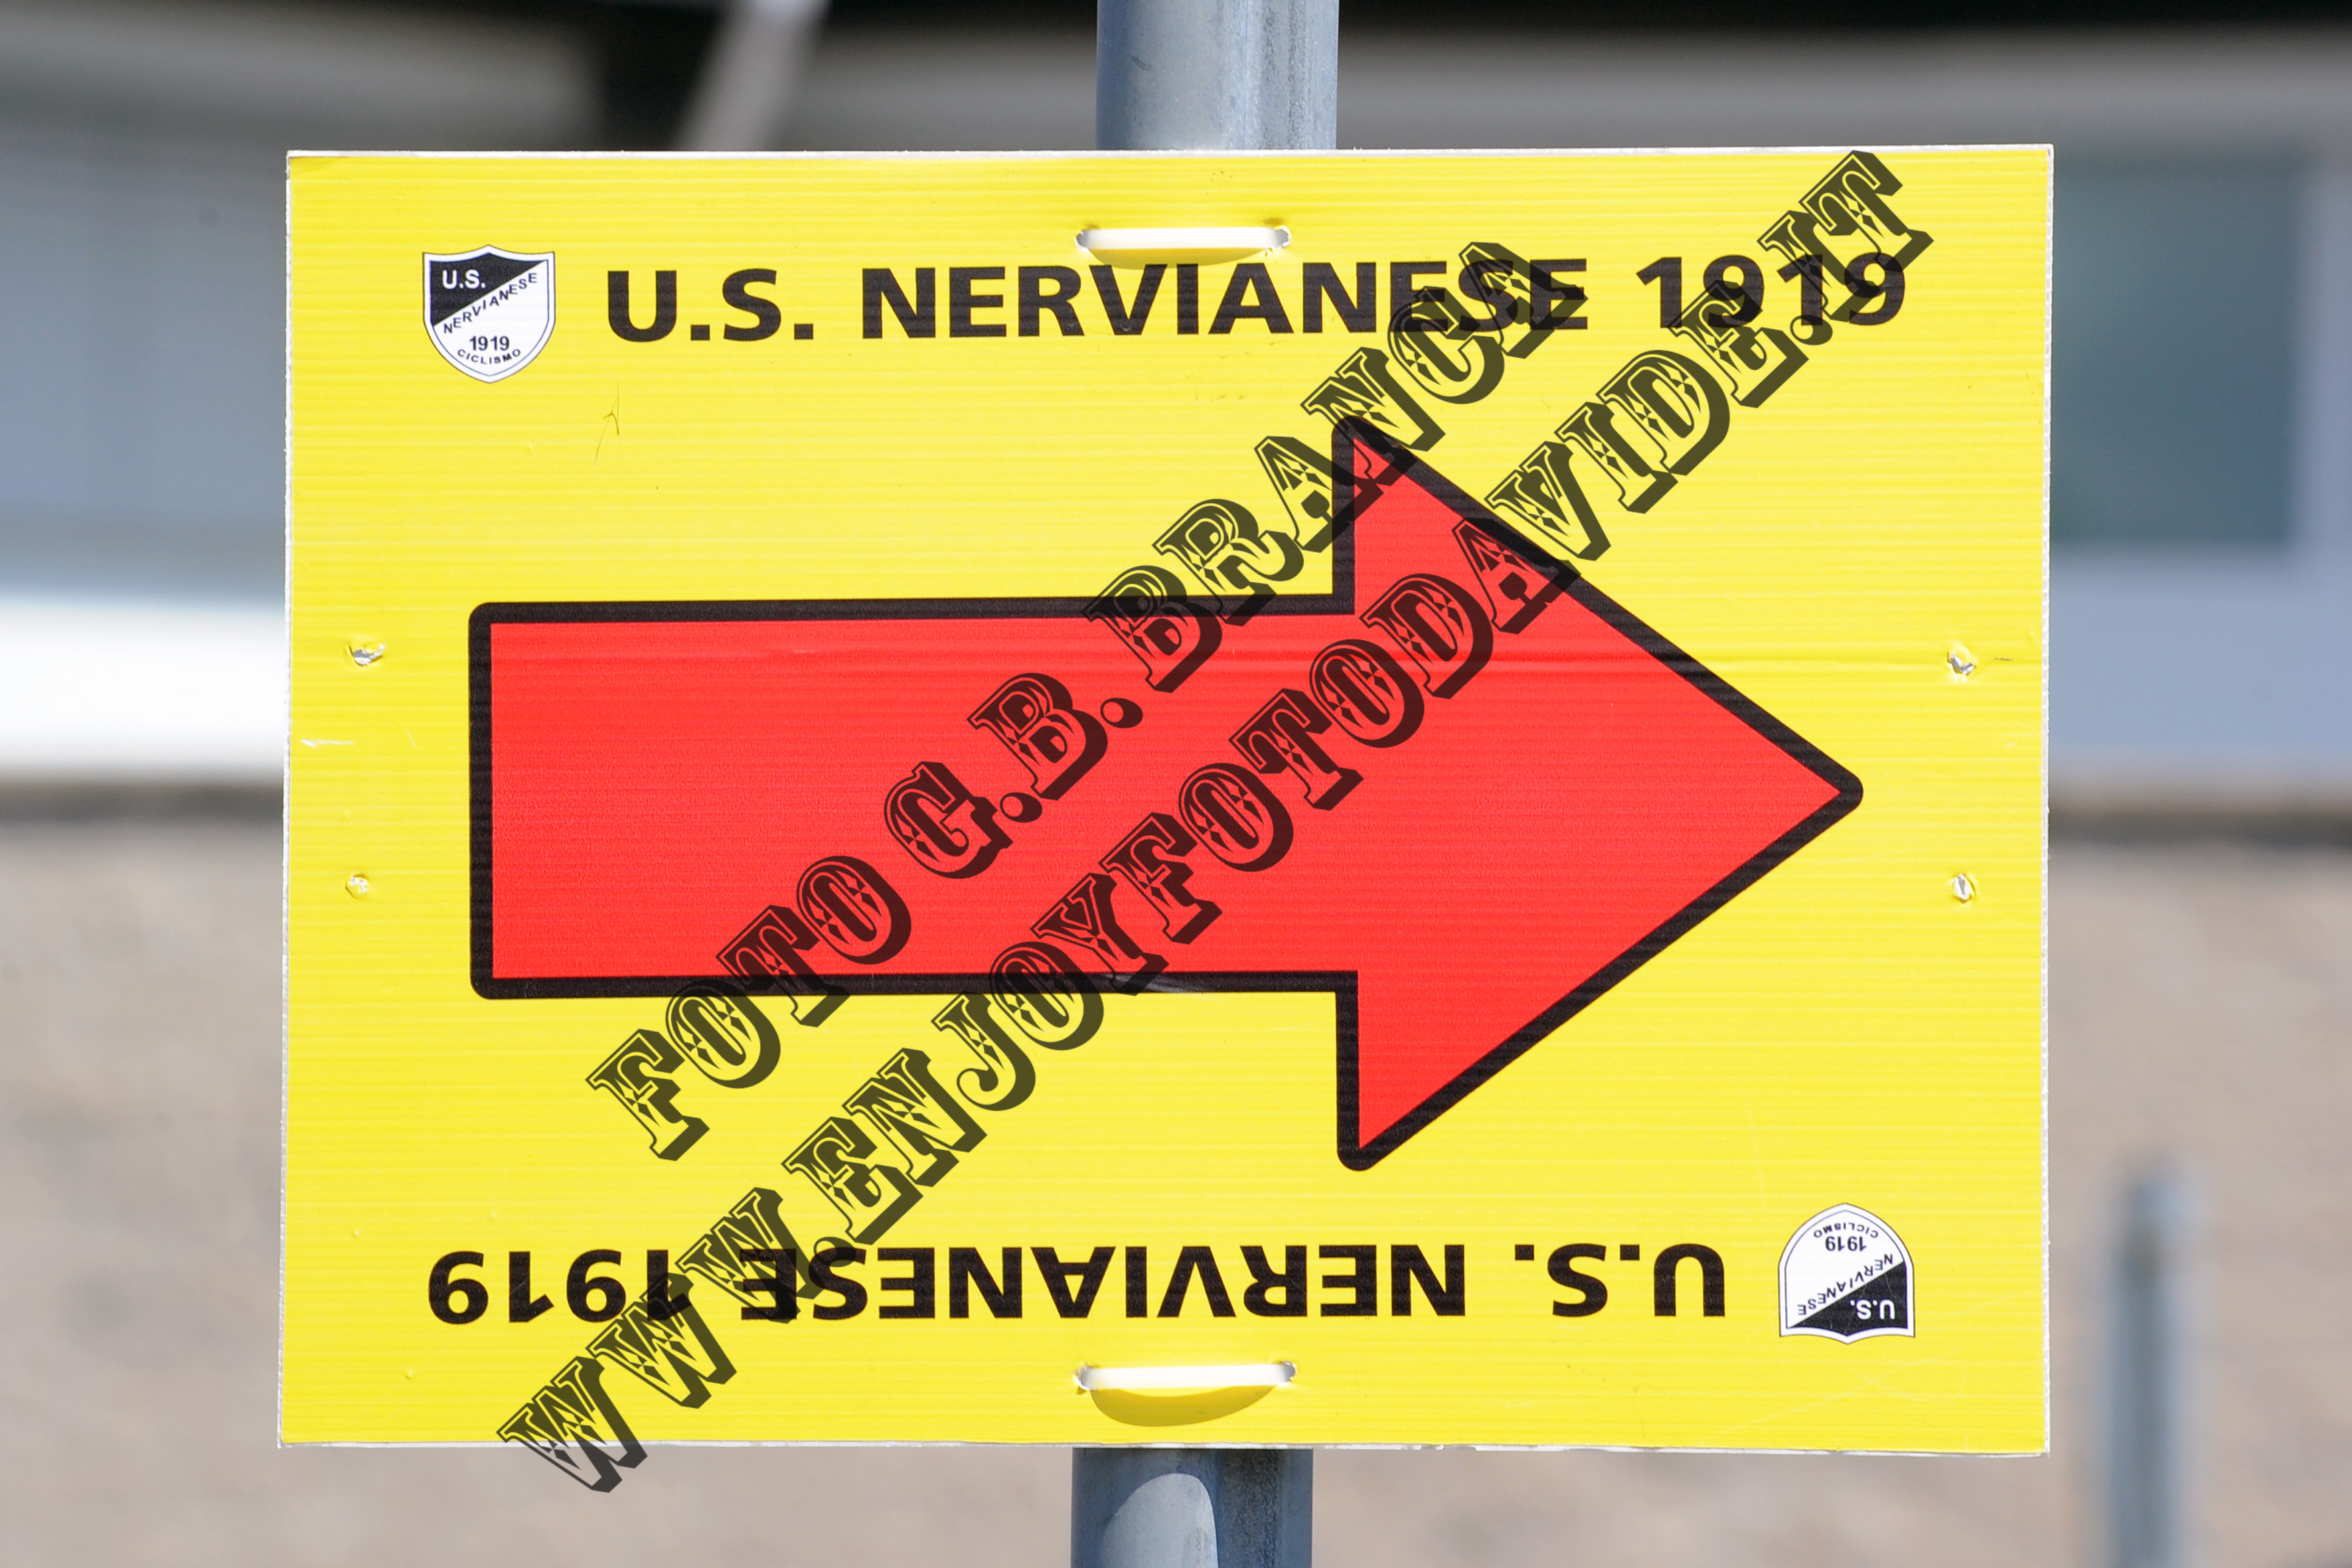 U.S.
NERVIANESE
1919
CICLISMO
U.S. NERVIANESE 1919
FOTO G.B. BRANCA
WWW.ENJOYFOTODAVIDE.IT
U.S. NERVIANESE 1919
U.S.
NERVIANESE
1919
CICLISMO